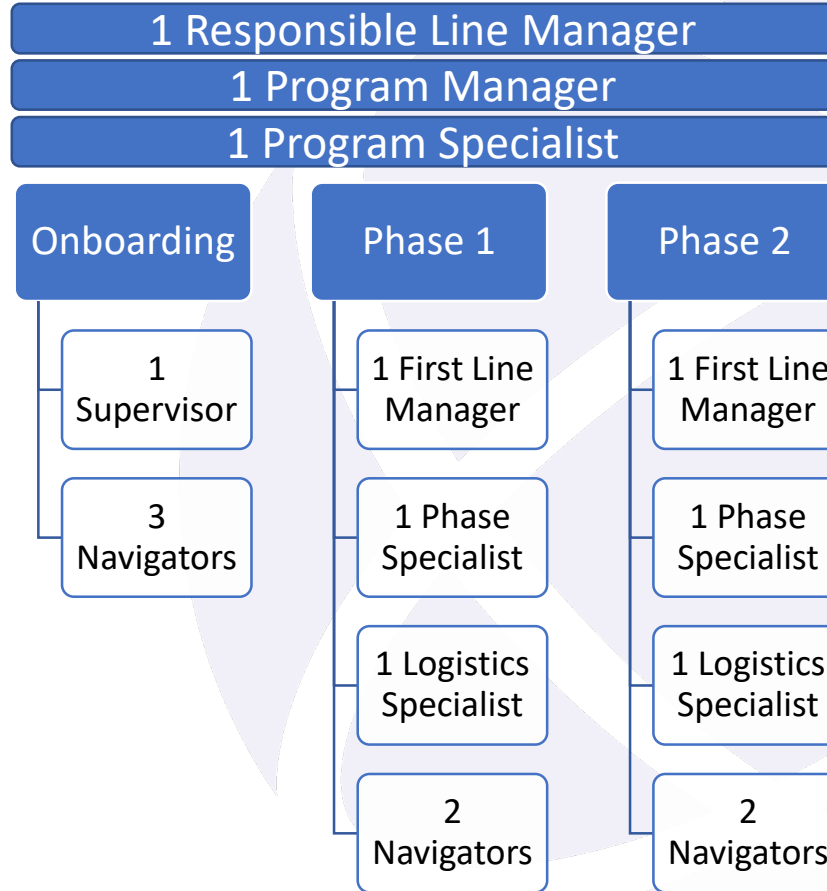 1 Responsible Line Manager
1 Program Manager
1 Program Specialist
Onboarding
1
Supervisor
3
Navigators
Phase 1
1 First Line
Manager
1 Phase
Specialist
1 Logistics
Specialist
2
Navigators
Phase 2
1 First Line
Manager
1 Phase
Specialist
1 Logistics
Specialist
2
Navigators